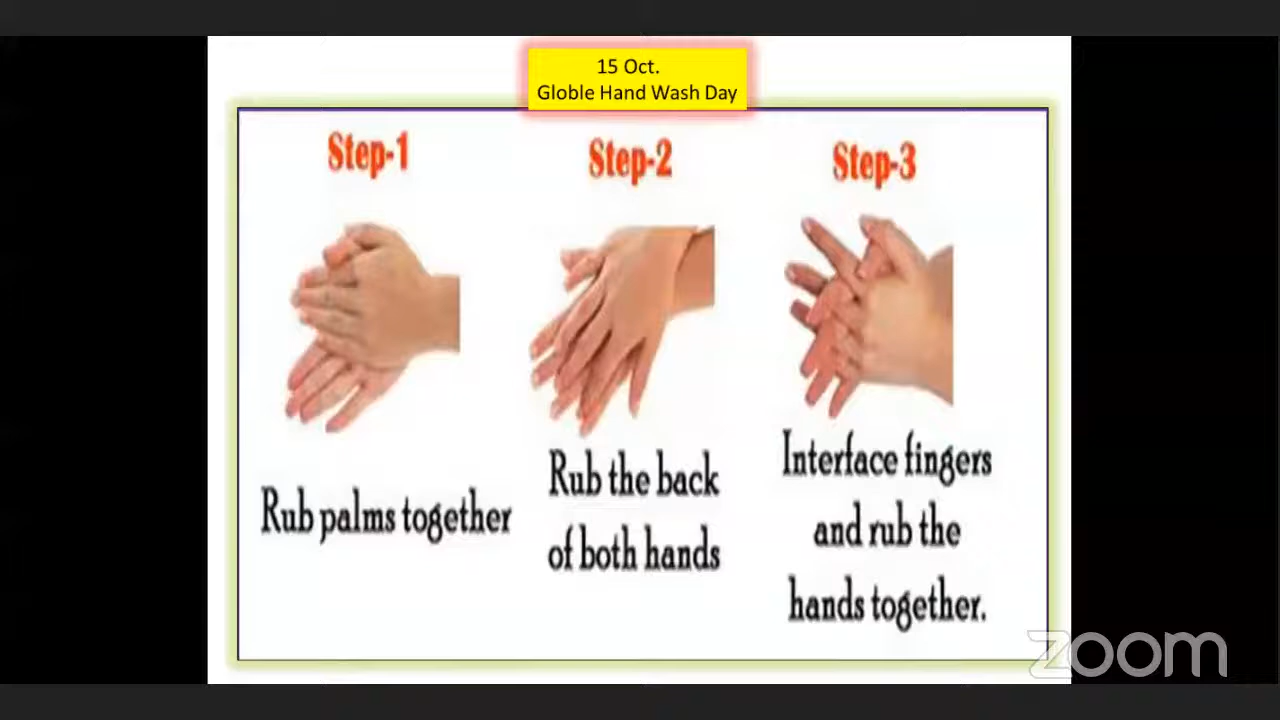 15 Oct.
Globle Hand Wash Day
Step-1
Step-2
Step-3
Rub palms together
Rub the back
of both hands
Interface fingers
and rub the
hands together.
zoom